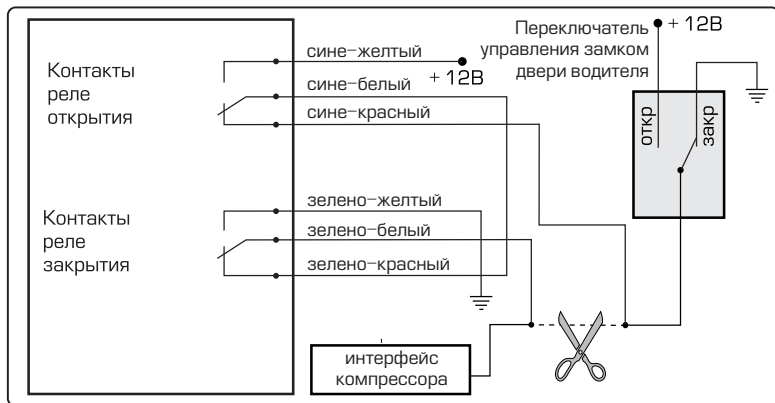 Контакты
реле
открытия
сине-желтый
+ 12В
сине-белый
сине-красный
Переключатель
управления замком
двери водителя
+ 12В
откр
закр
Контакты
реле
закрытия
зелено-желтый
зелено-белый
зелено-красный
интерфейс
компрессора